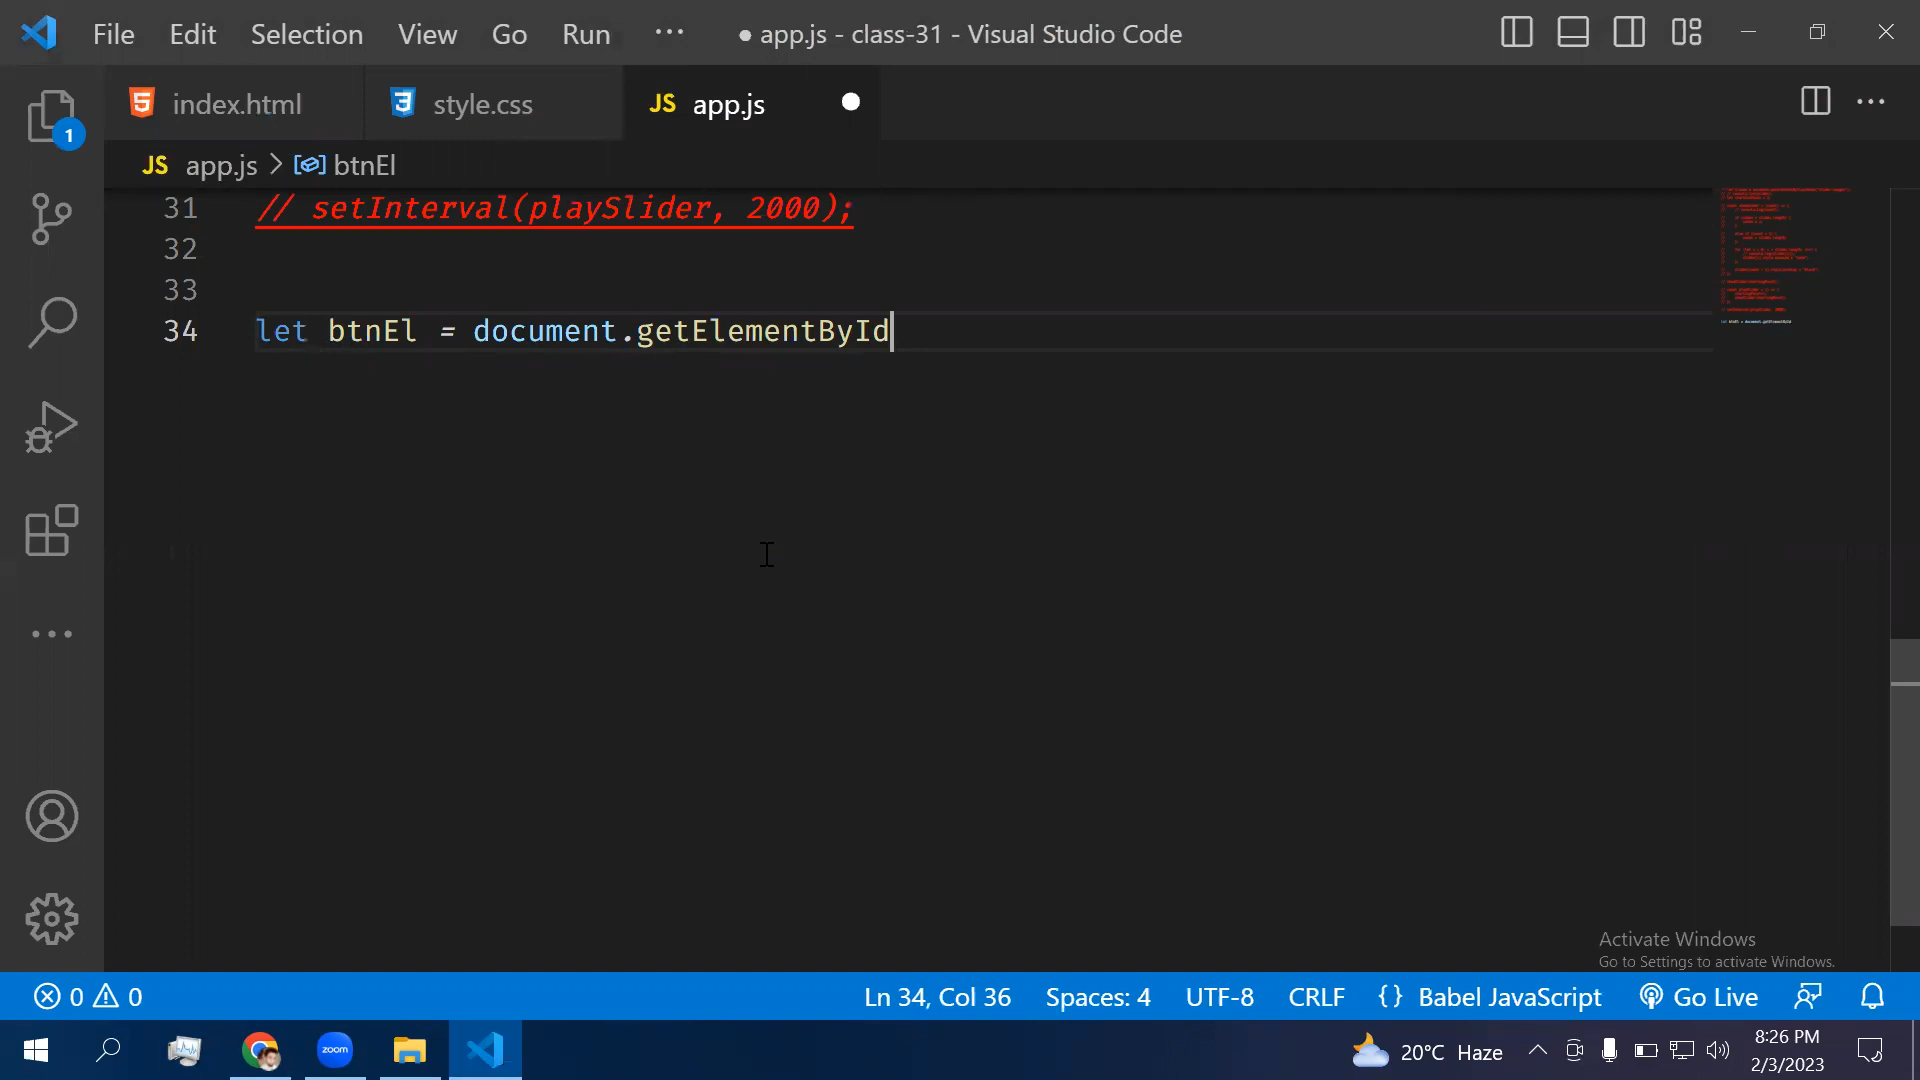 File Edit Selection View Go Run ··· ● app.js - class-31 - Visual Studio Code
index.html style.css JS app.js
JS app.js > btnEl
31 // setInterval(playSlider, 2000);
32
33
34 let btnEl = document.getElementById
1
Activate Windows
Go to Settings to activate Windows.
0 0 Ln 34, Col 36 Spaces: 4 UTF-8 CRLF {} Babel JavaScript Go Live
zoom 20°C Haze
8:26 PM
2/3/2023